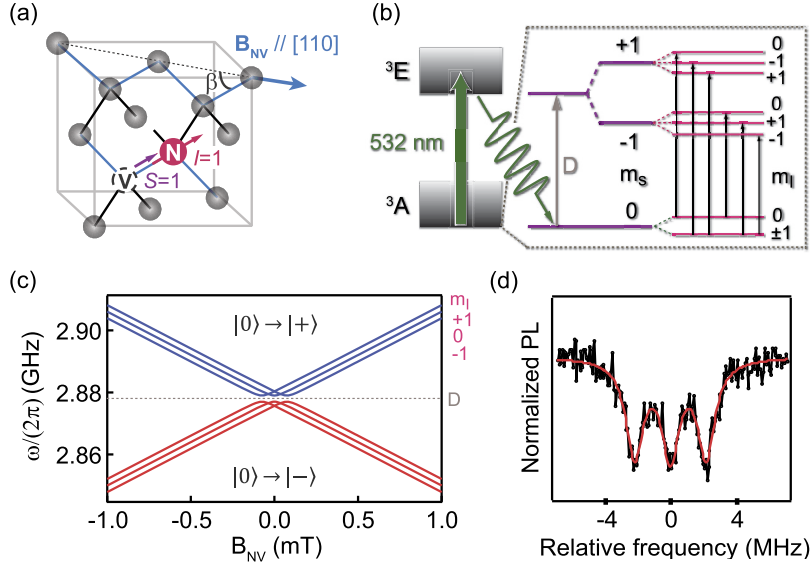 (a)
B_NV // [110]
β
N
I=1
V
S=1
(b)
³E
532 nm
³A
D
+1
-1
m_s
0
0
-1
+1
0
+1
-1
m_I
0
±1
(c)
ω/(2π) (GHz)
2.90
2.88
2.86
|0⟩→|+⟩
|0⟩→|−⟩
m_I
+1
0
-1
D
-1.0 -0.5 0.0 0.5 1.0
B_NV (mT)
(d)
Normalized PL
-4 0 4
Relative frequency (MHz)